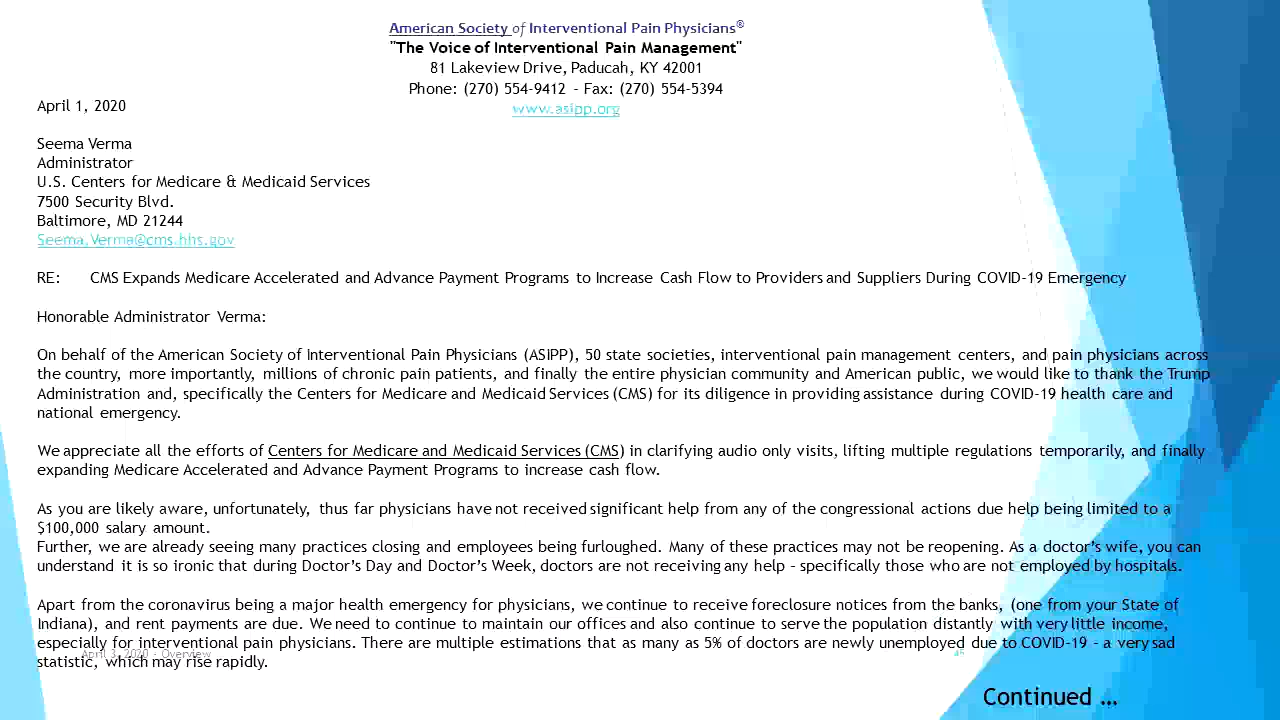 American Society of Interventional Pain Physicians®
"The Voice of Interventional Pain Management"
81 Lakeview Drive, Paducah, KY 42001
Phone: (270) 554-9412 - Fax: (270) 554-5394
www.asipp.org
April 1, 2020
Seema Verma
Administrator
U.S. Centers for Medicare & Medicaid Services
7500 Security Blvd.
Baltimore, MD 21244
Seema.Verma@cms.hhs.gov
RE: CMS Expands Medicare Accelerated and Advance Payment Programs to Increase Cash Flow to Providers and Suppliers During COVID-19 Emergency
Honorable Administrator Verma:
On behalf of the American Society of Interventional Pain Physicians (ASIPP), 50 state societies, interventional pain management centers, and pain physicians across
the country, more importantly, millions of chronic pain patients, and finally the entire physician community and American public, we would like to thank the Trump
Administration and, specifically the Centers for Medicare and Medicaid Services (CMS) for its diligence in providing assistance during COVID-19 health care and
national emergency.
We appreciate all the efforts of Centers for Medicare and Medicaid Services (CMS) in clarifying audio only visits, lifting multiple regulations temporarily, and finally
expanding Medicare Accelerated and Advance Payment Programs to increase cash flow.
As you are likely aware, unfortunately, thus far physicians have not received significant help from any of the congressional actions due help being limited to a
$100,000 salary amount.
Further, we are already seeing many practices closing and employees being furloughed. Many of these practices may not be reopening. As a doctor's wife, you can
understand it is so ironic that during Doctor's Day and Doctor's Week, doctors are not receiving any help – specifically those who are not employed by hospitals.
Apart from the coronavirus being a major health emergency for physicians, we continue to receive foreclosure notices from the banks, (one from your State of
Indiana), and rent payments are due. We need to continue to maintain our offices and also continue to serve the population distantly with very little income,
especially for interventional pain physicians. There are multiple estimations that as many as 5% of doctors are newly unemployed due to COVID-19 – a very sad
statistic, which may rise rapidly.
April 3, 2020 - Overview
Continued …